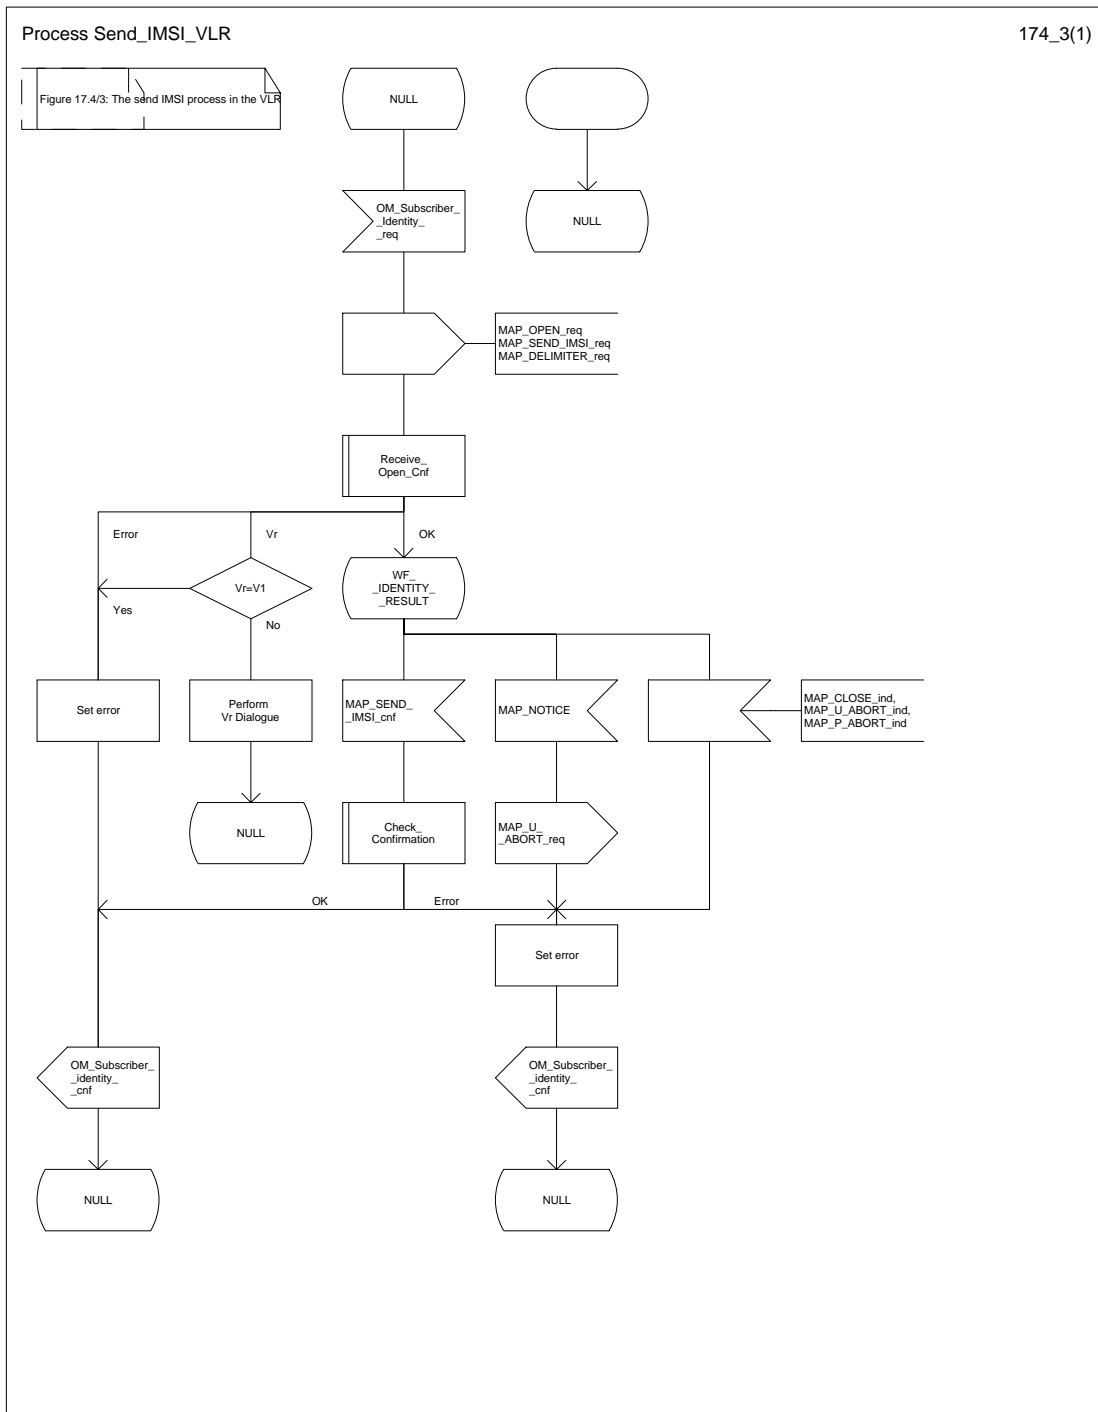 Process Send_IMSI_VLR
174_3(1)
Figure 17.4/3: The send IMSI process in the VLR
NULL
OM_Subscriber_
_Identity_
_req
NULL
MAP_OPEN_req
MAP_SEND_IMSI_req
MAP_DELIMITER_req
Receive_
Open_Cnf
Error
Vr
OK
Vr=V1
WF_
_IDENTITY_
_RESULT
Yes
No
Set error
Perform
Vr Dialogue
MAP_SEND_
_IMSI_cnf
MAP_NOTICE
MAP_CLOSE_ind,
MAP_U_ABORT_ind,
MAP_P_ABORT_ind
NULL
Check_
Confirmation
MAP_U_
_ABORT_req
OK
Error
Set error
OM_Subscriber_
_identity_
_cnf
OM_Subscriber_
_identity_
_cnf
NULL
NULL